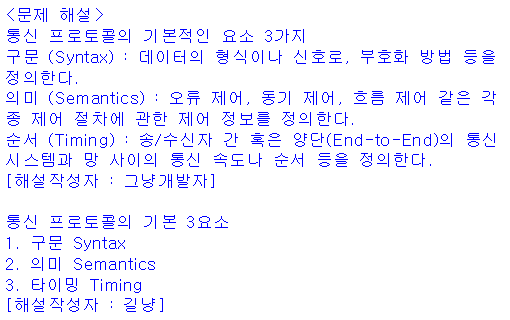 <문제 해설>
통신 프로토콜의 기본적인 요소 3가지
구문 (Syntax) : 데이터의 형식이나 신호로, 부호화 방법 등을
정의한다.
의미 (Semantics) : 오류 제어, 동기 제어, 흐름 제어 같은 각
종 제어 절차에 관한 제어 정보를 정의한다.
순서 (Timing) : 송/수신자 간 혹은 양단(End-to-End)의 통신
시스템과 망 사이의 통신 속도나 순서 등을 정의한다.
[해설작성자 : 그냥개발자]
통신 프로토콜의 기본 3요소
1. 구문 Syntax
2. 의미 Semantics
3. 타이밍 Timing
[해설작성자 : 길냥]